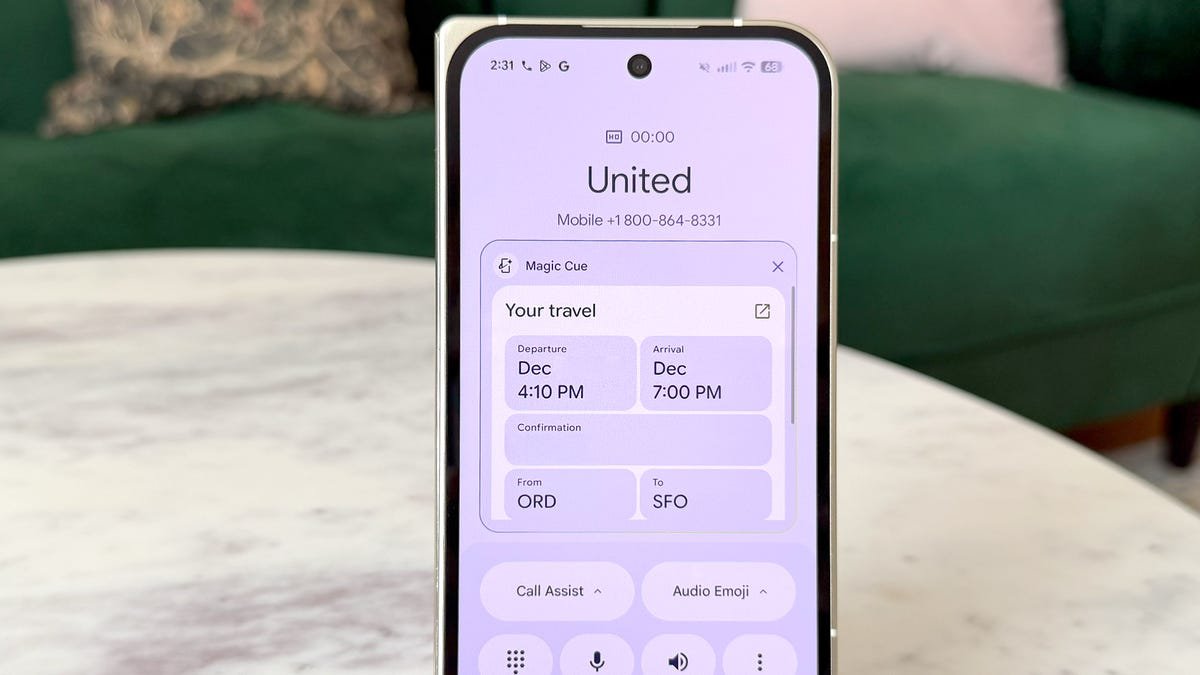 2:31
68
HD 00:00
United
Mobile +1 800-864-8331
Magic Cue
Your travel
Departure
Dec
4:10 PM
Arrival
Dec
7:00 PM
Confirmation
From
ORD
To
SFO
Call Assist
Audio Emoji